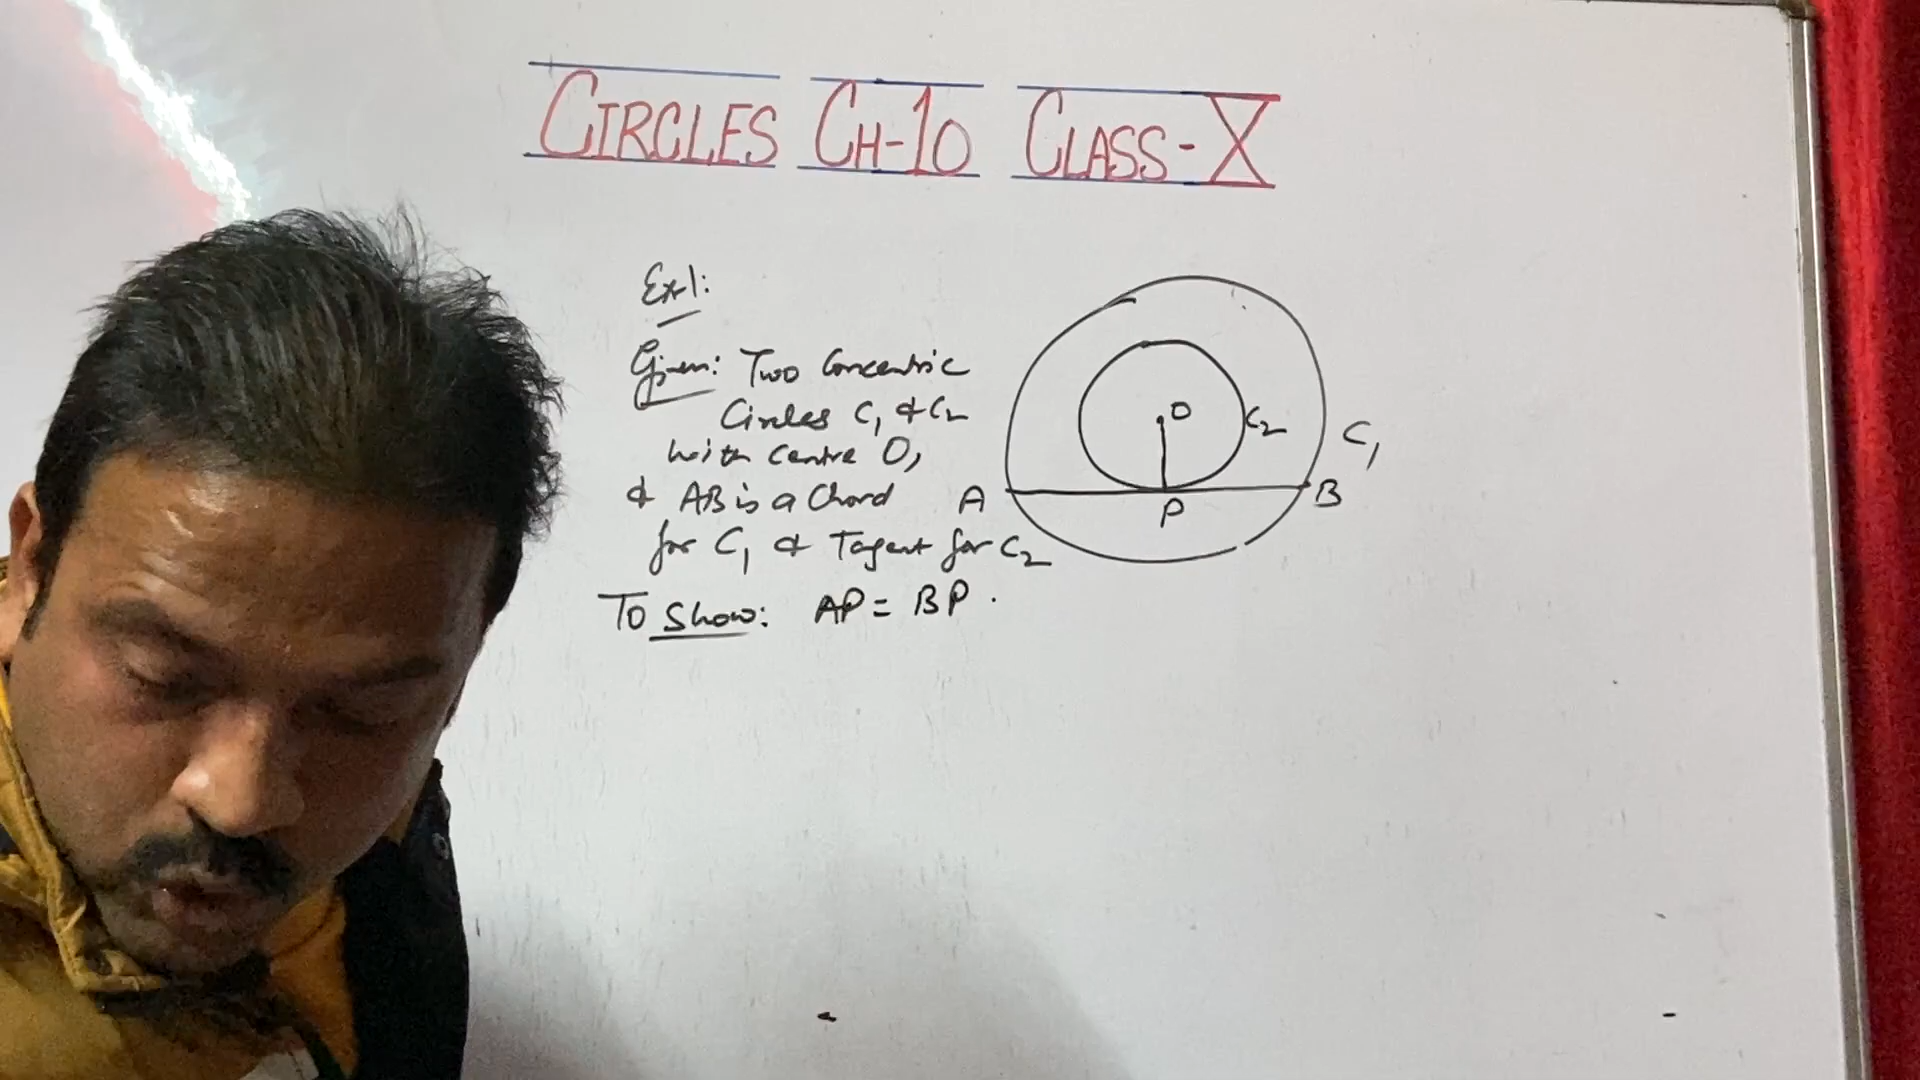 CIRCLES CH-10 CLASS-X
Ex1:
Given: Two Concentric
Circles C₁ & C₂
with centre O,
& AB is a Chord
for C₁ & Tagent for C₂
To Show: AP = BP .
O
C₂
C₁
A
B
P